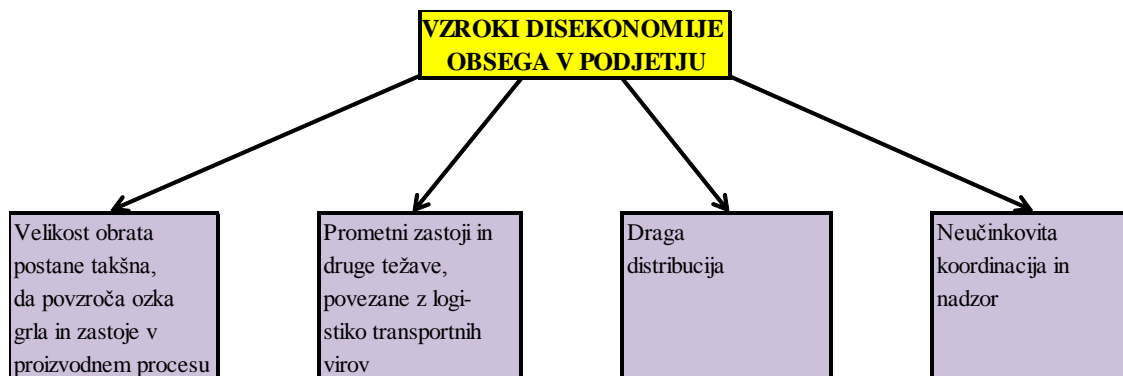 VZROKI DISEKONOMIJE
OBSEGA V PODJETJU
Velikost obrata
postane takšna,
da povzroča ozka
grla in zastoje v
proizvodnem procesu
Prometni zastoji in
druge težave,
povezane z logi-
stiko transportnih
virov
Draga
distribucija
Neučinkovita
koordinacija in
nadzor